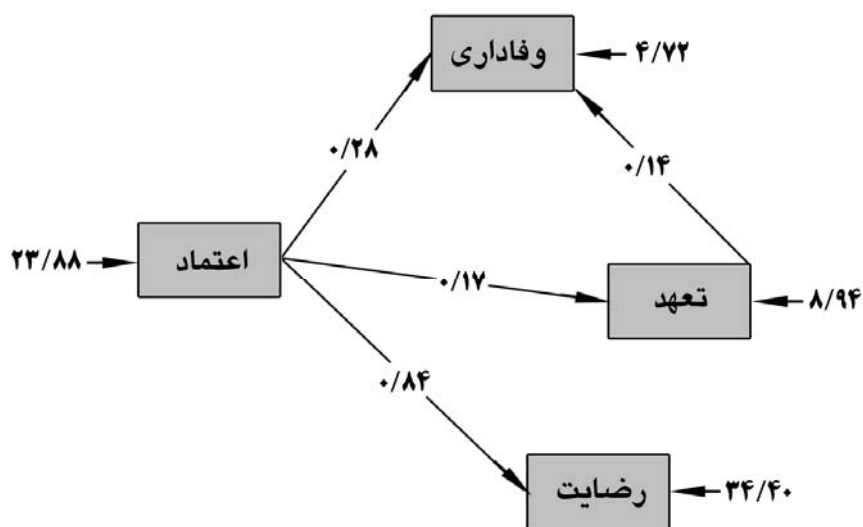 وفاداری
۴/۷۲
۰/۲۸
۰/۱۴
اعتماد
۲۳/۸۸
تعهد
۰/۱۷
۸/۹۴
۰/۸۴
رضایت
۳۴/۴۰